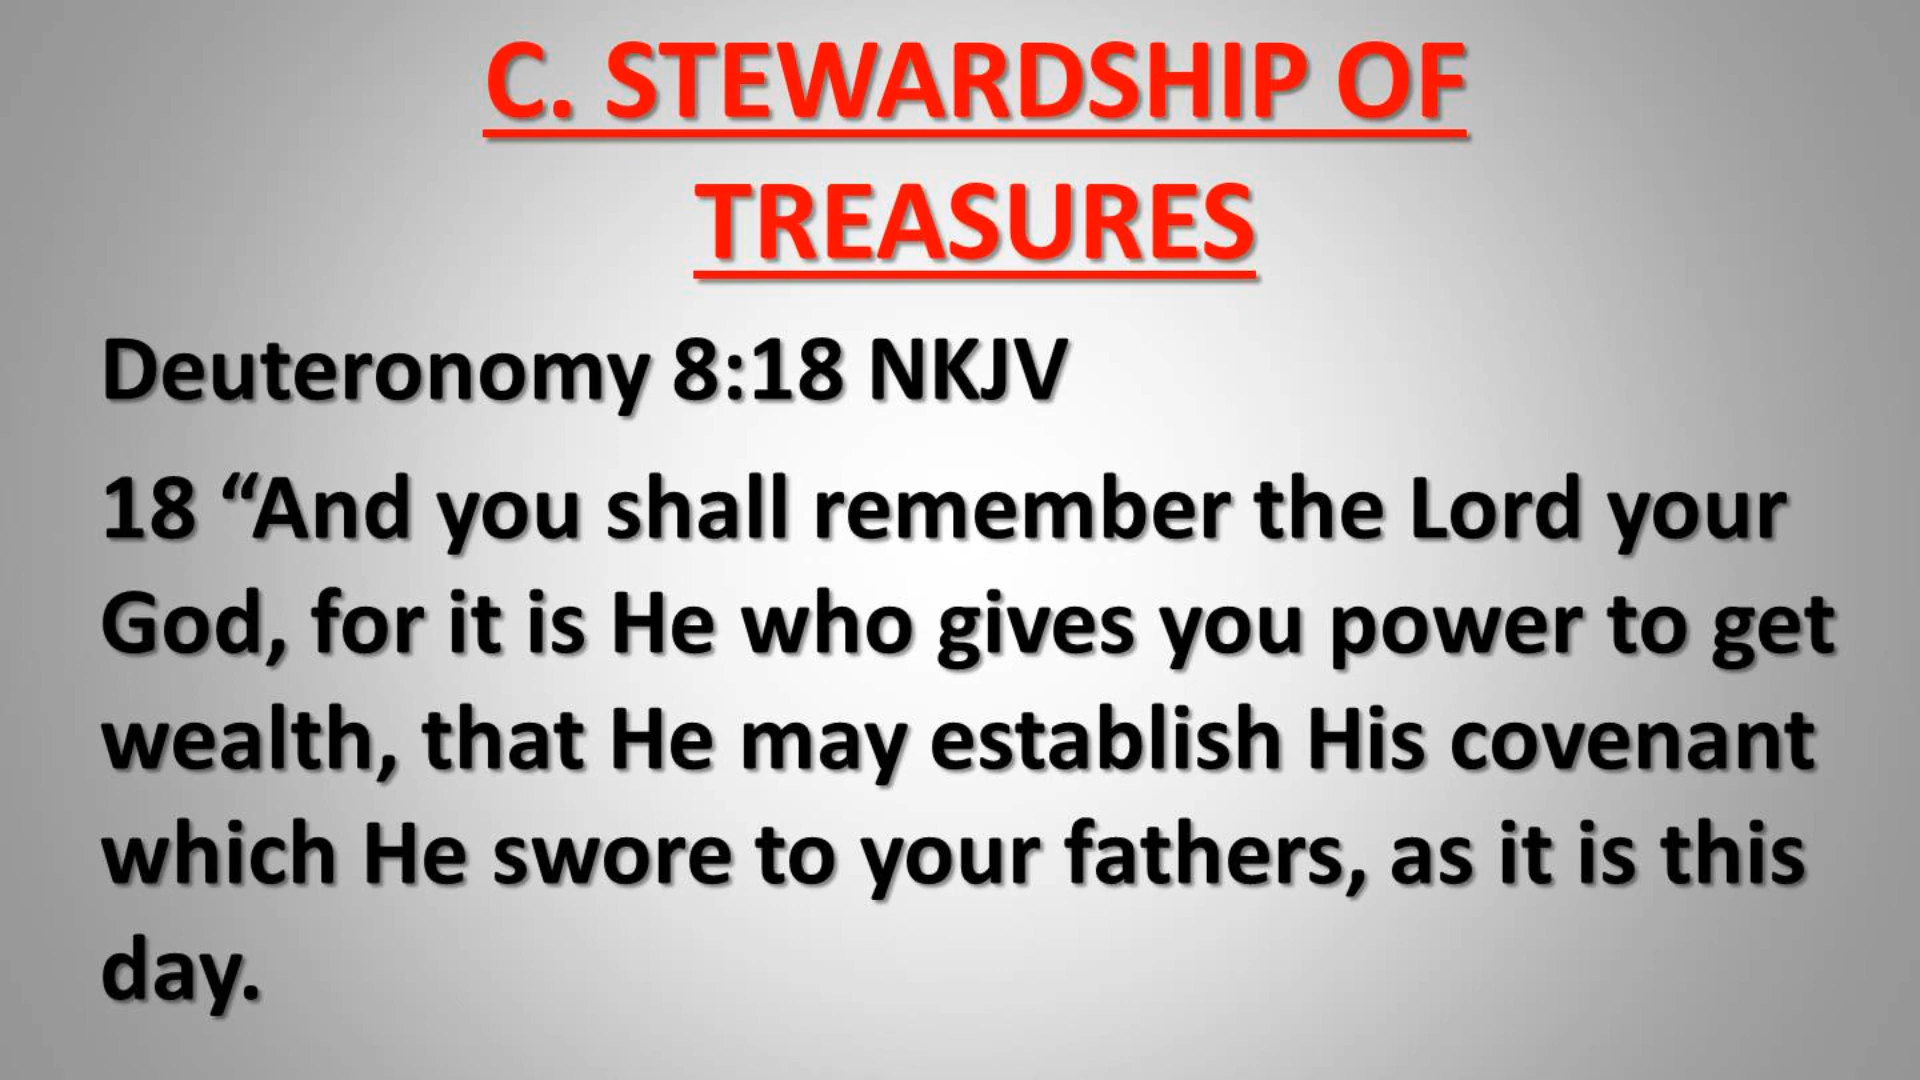 C. STEWARDSHIP OF
TREASURES
Deuteronomy 8:18 NKJV
18 “And you shall remember the Lord your
God, for it is He who gives you power to get
wealth, that He may establish His covenant
which He swore to your fathers, as it is this
day.